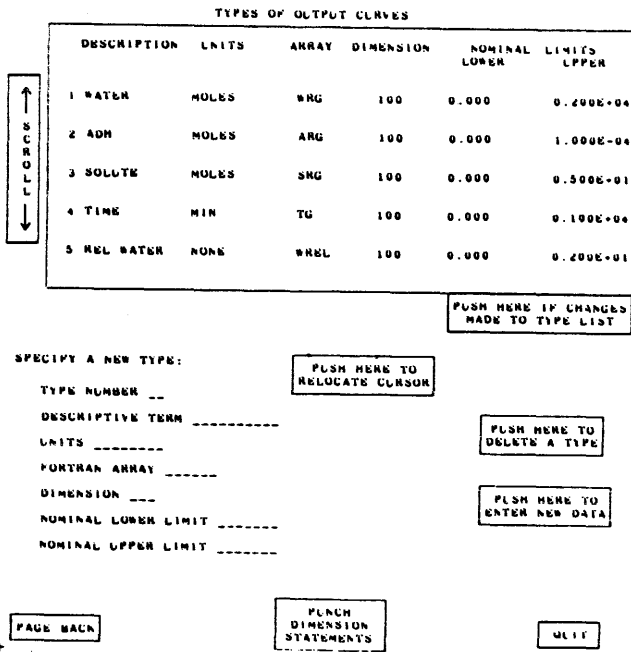 TYPES OF OUTPUT CURVES
DESCRIPTION UNITS ARRAY DIMENSION NOMINAL LIMITS
LOWER UPPER
1 WATER MOLES WRG 100 0.000 0.200E+04
2 ADH MOLES ARG 100 0.000 1.000E-04
3 SOLUTE MOLES SRG 100 0.000 0.500E+01
4 TIME MIN TG 100 0.000 0.100E+04
5 REL WATER NONE WREL 100 0.000 0.200E+01
SCROLL
PUSH HERE IF CHANGES
MADE TO TYPE LIST
SPECIFY A NEW TYPE:
PUSH HERE TO
RELOCATE CURSOR
TYPE NUMBER __
DESCRIPTIVE TERM __________
UNITS ________
PUSH HERE TO
DELETE A TYPE
FORTRAN ARRAY ______
DIMENSION ___
PUSH HERE TO
ENTER NEW DATA
NOMINAL LOWER LIMIT _______
NOMINAL UPPER LIMIT _______
PAGE BACK
PUNCH
DIMENSION
STATEMENTS
QUIT